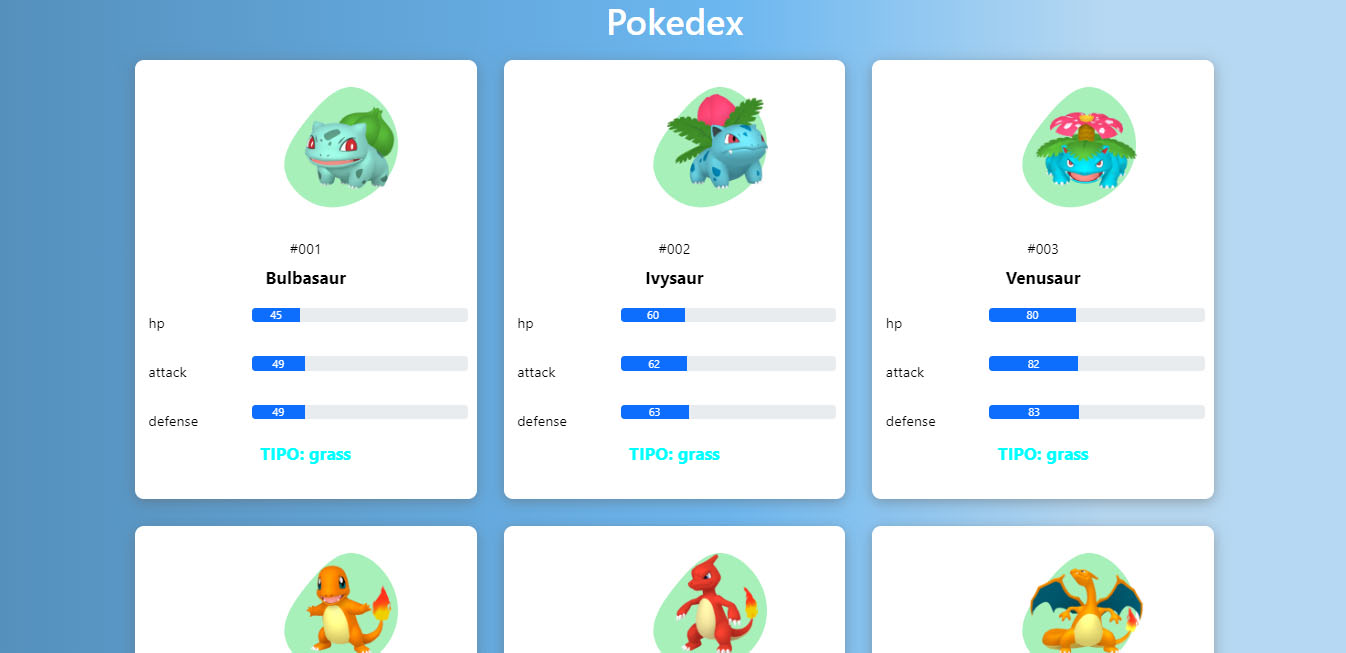 Pokedex
#001
Bulbasaur
hp 45
attack 49
defense 49
TIPO: grass
#002
Ivysaur
hp 60
attack 62
defense 63
TIPO: grass
#003
Venusaur
hp 80
attack 82
defense 83
TIPO: grass